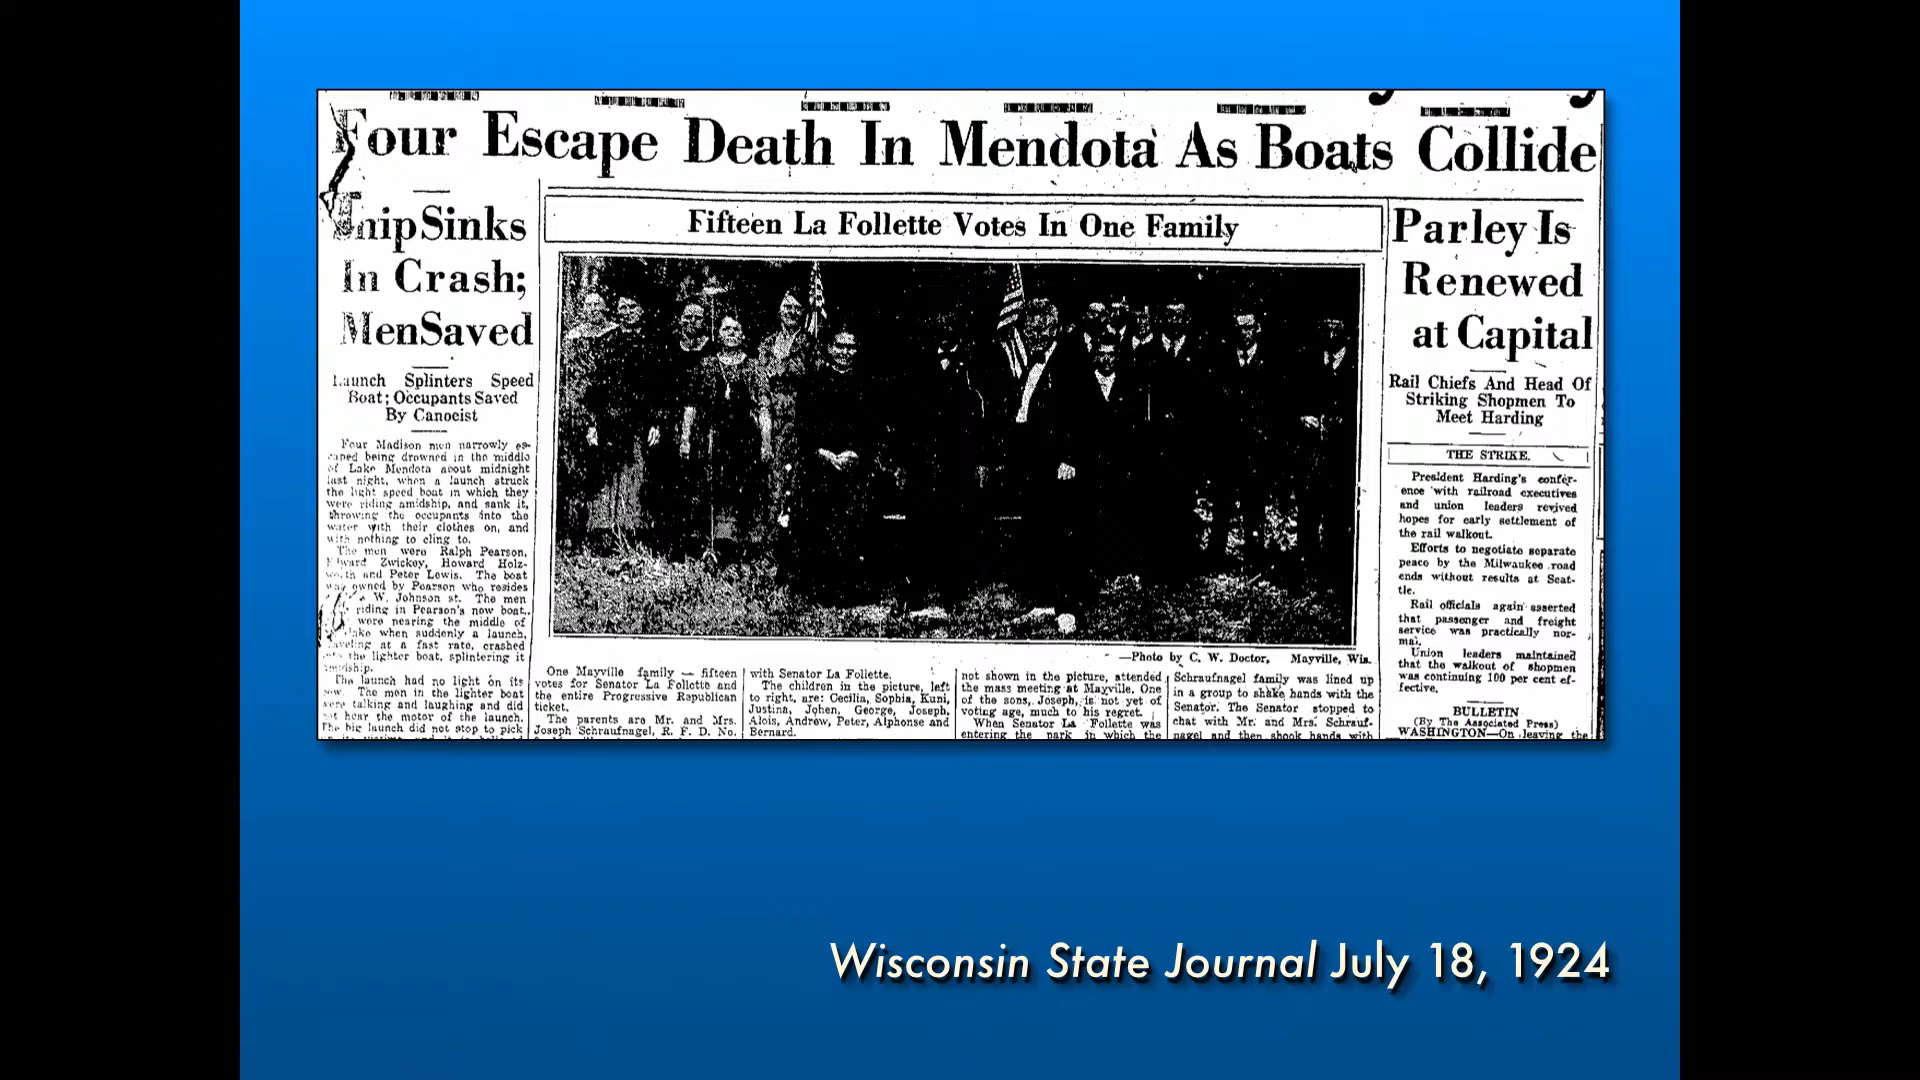 Four Escape Death In Mendota As Boats Collide
Ship Sinks
In Crash;
Men Saved
Launch Splinters Speed
Boat; Occupants Saved
By Canoeist
Four Madison men narrowly es-
caped being drowned in the middle
of Lake Mendota about midnight
last night, when a launch struck
the light speed boat in which they
were riding amidship, and sank it,
throwing the occupants into the
water with their clothes on, and
with nothing to cling to.
The men were Ralph Pearson,
Edward Zwickey, Howard Holz-
and Peter Lewis. The boat
was owned by Pearson who resides
W. Johnson st. The men
riding in Pearson's now boat,
were nearing the middle of
lake when suddenly a launch,
traveling at a fast rate, crashed
into the lighter boat, splintering it
amidship.
The launch had no light on its
bow. The men in the lighter boat
were talking and laughing and did
not hear the motor of the launch.
The big launch did not stop to pick
Fifteen La Follette Votes In One Family
—Photo by C. W. Doctor, Mayville, Wis.
One Mayville family — fifteen
votes for Senator La Follette and
the entire Progressive Republican
ticket.
The parents are Mr. and Mrs.
Joseph Schraufnagel, R. F. D. No.
with Senator La Follette.
The children in the picture, left
to right, are: Cecilia, Sophia, Kuni,
Justina, Johen, George, Joseph,
Alois, Andrew, Peter, Alphonse and
Bernard.
not shown in the picture, attended
the mass meeting at Mayville. One
of the sons, Joseph, is not yet of
voting age, much to his regret.
When Senator La Follette was
entering the park in which the
Schraufnagel family was lined up
in a group to shake hands with the
Senator. The Senator stopped to
chat with Mr. and Mrs. Schrauf-
nagel and then shook hands with
Parley Is
Renewed
at Capital
Rail Chiefs And Head Of
Striking Shopmen To
Meet Harding
THE STRIKE.
President Harding's confer-
ence with railroad executives
and union leaders revived
hopes for early settlement of
the rail walkout.
Efforts to negotiate separate
peace by the Milwaukee road
ends without results at Seat-
tle.
Rail officials again asserted
that passenger and freight
service was practically nor-
mal.
Union leaders maintained
that the walkout of shopmen
was continuing 100 per cent ef-
fective.
BULLETIN
(By The Associated Press)
WASHINGTON—On leaving the
Wisconsin State Journal July 18, 1924